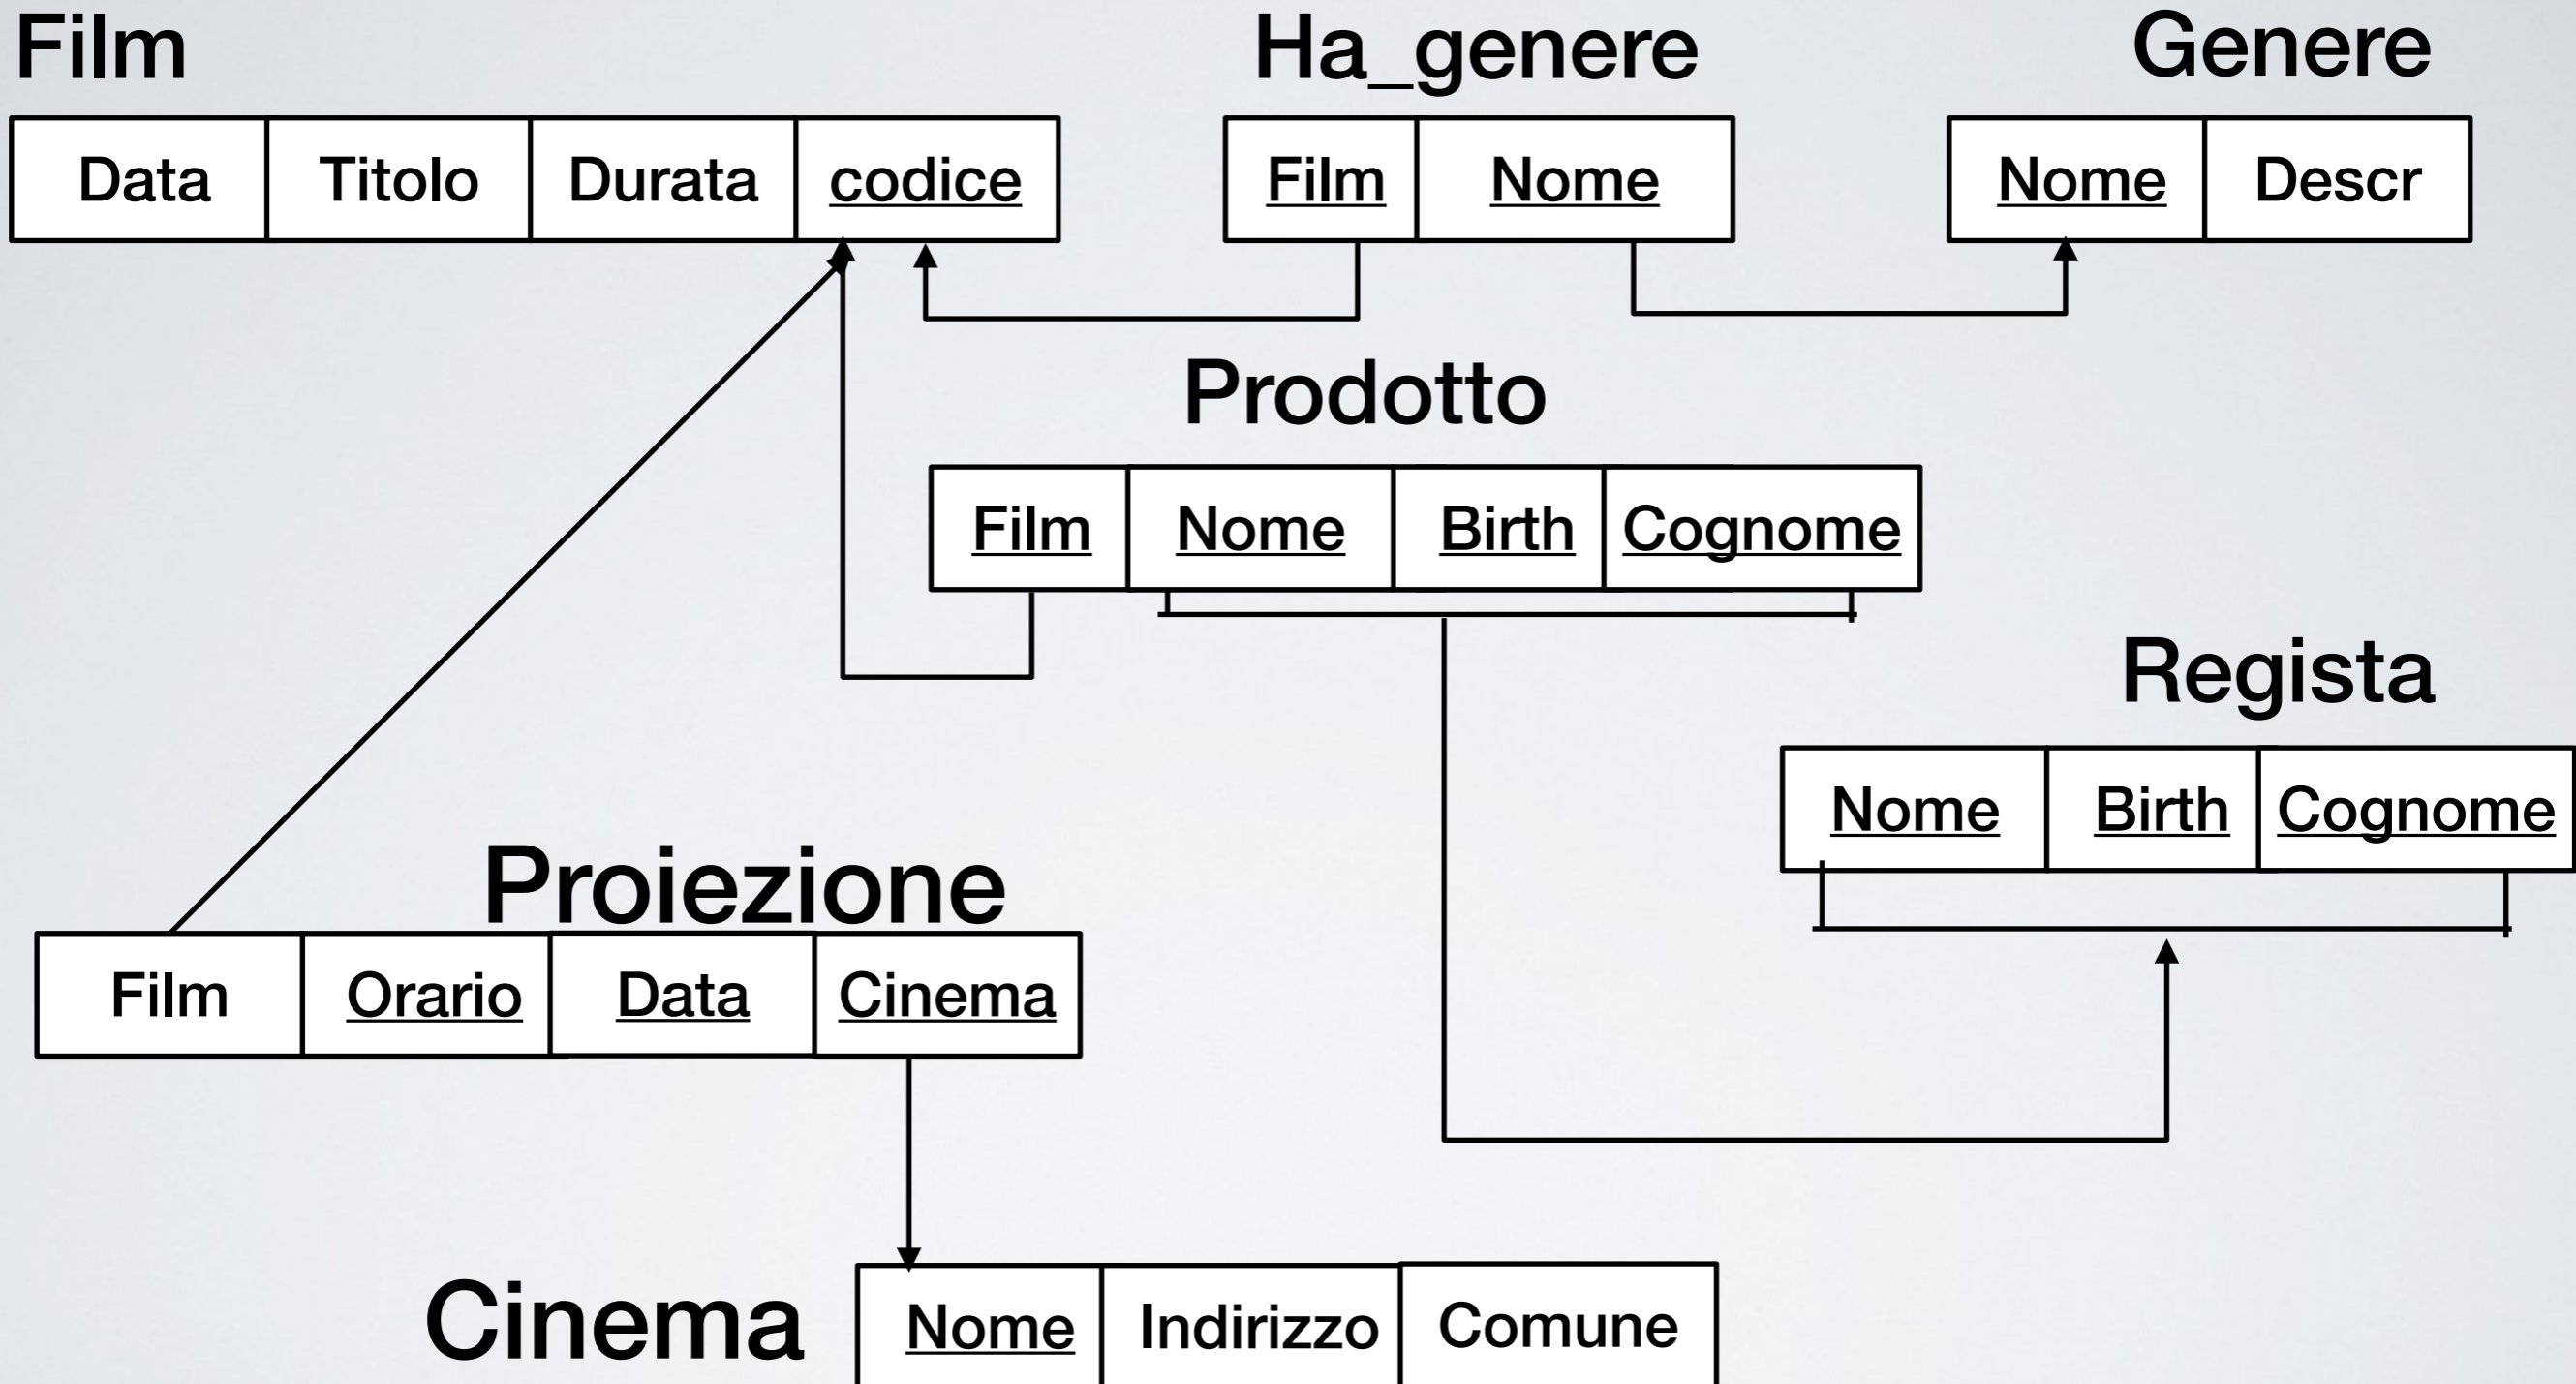 Film
Ha_genere
Genere
Data Titolo Durata codice
Film Nome
Nome Descr
Prodotto
Film Nome Birth Cognome
Regista
Nome Birth Cognome
Proiezione
Film Orario Data Cinema
Cinema
Nome Indirizzo Comune